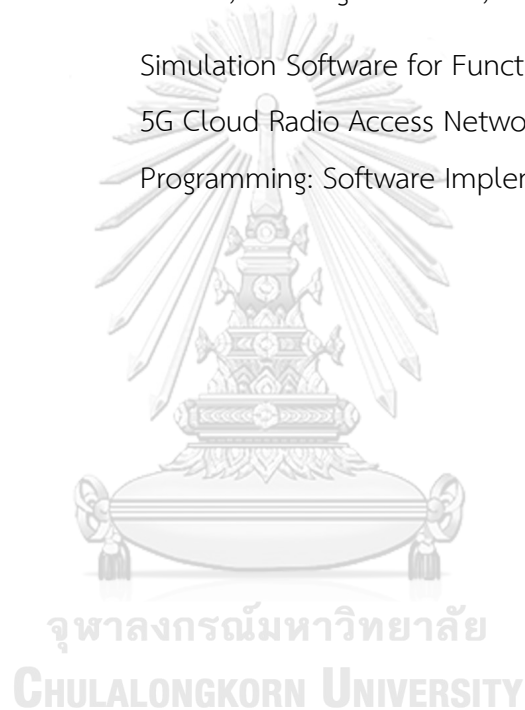 Simulation Software for Funct
5G Cloud Radio Access Netwo
Programming: Software Impler
จุฬาลงกรณ์มหาวิทยาลัย
CHULALONGKORN UNIVERSITY